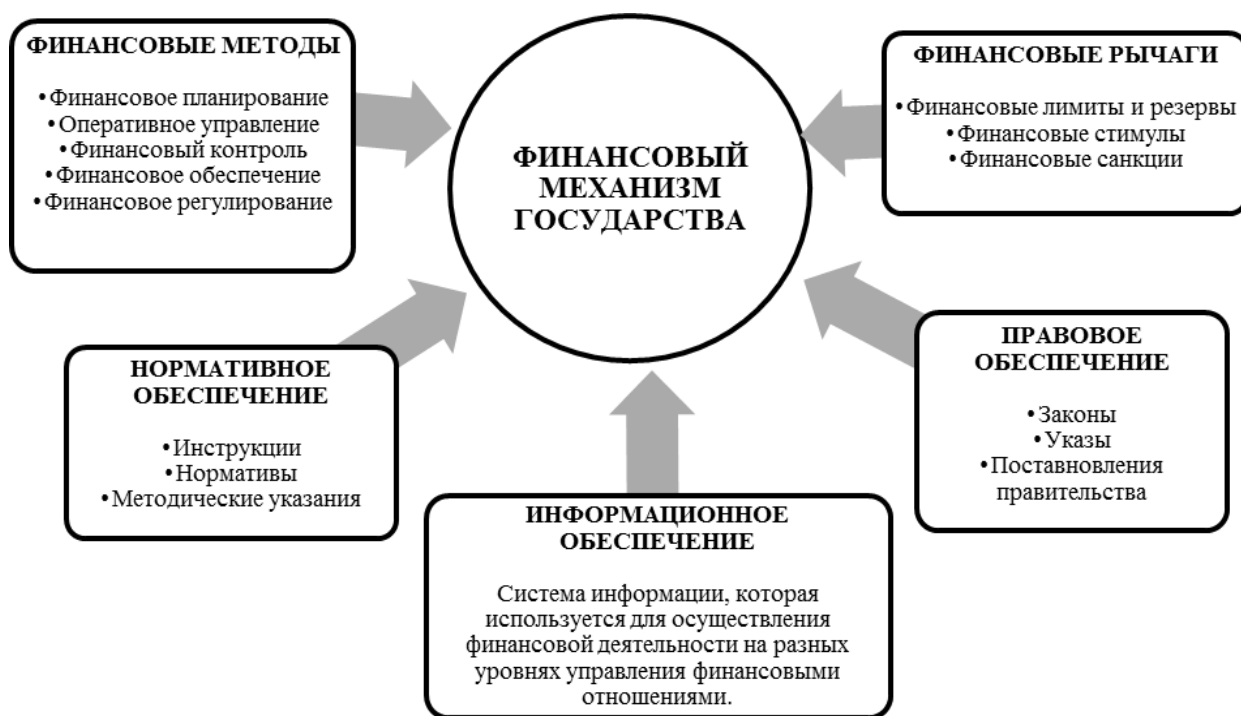 ФИНАНСОВЫЕ МЕТОДЫ
•Финансовое планирование
•Оперативное управление
•Финансовый контроль
•Финансовое обеспечение
•Финансовое регулирование
ФИНАНСОВЫЙ
МЕХАНИЗМ
ГОСУДАРСТВА
ФИНАНСОВЫЕ РЫЧАГИ
•Финансовые лимиты и резервы
•Финансовые стимулы
•Финансовые санкции
НОРМАТИВНОЕ
ОБЕСПЕЧЕНИЕ
•Инструкции
•Нормативы
•Методические указания
ИНФОРМАЦИОННОЕ
ОБЕСПЕЧЕНИЕ
Система информации, которая
используется для осуществления
финансовой деятельности на разных
уровнях управления финансовыми
отношениями.
ПРАВОВОЕ
ОБЕСПЕЧЕНИЕ
•Законы
•Указы
•Поставновления
правительства